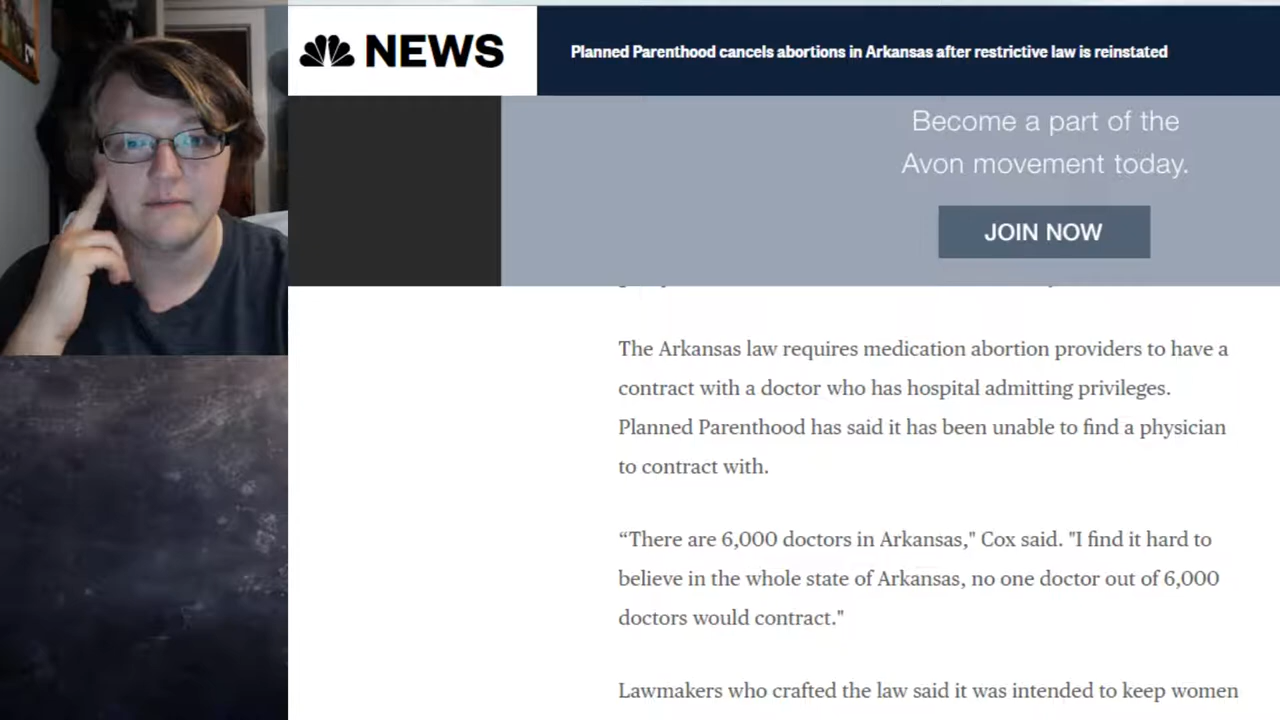 NEWS
Planned Parenthood cancels abortions in Arkansas after restrictive law is reinstated
Become a part of the
Avon movement today.
JOIN NOW
The Arkansas law requires medication abortion providers to have a
contract with a doctor who has hospital admitting privileges.
Planned Parenthood has said it has been unable to find a physician
to contract with.
“There are 6,000 doctors in Arkansas," Cox said. "I find it hard to
believe in the whole state of Arkansas, no one doctor out of 6,000
doctors would contract."
Lawmakers who crafted the law said it was intended to keep women